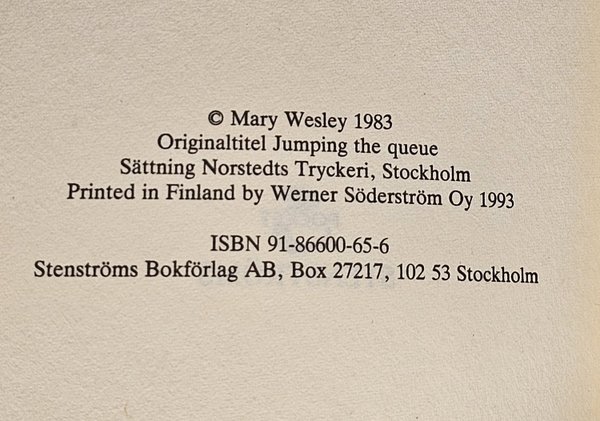 © Mary Wesley 1983
Originaltitel Jumping the queue
Sättning Norstedts Tryckeri, Stockholm
Printed in Finland by Werner Söderström Oy 1993
ISBN 91-86600-65-6
Stenströms Bokförlag AB, Box 27217, 102 53 Stockholm